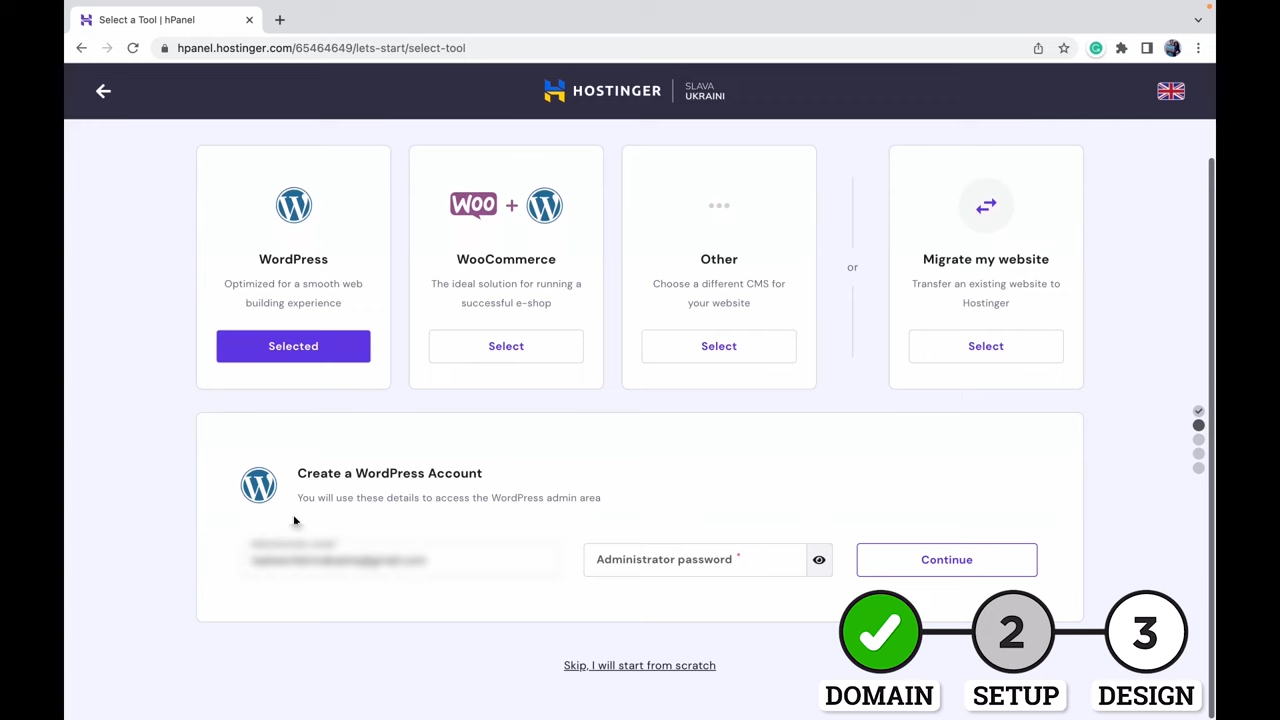 Select a Tool | hPanel
hpanel.hostinger.com/65464649/lets-start/select-tool
HOSTINGER
SLAVA
UKRAINI
WordPress
Optimized for a smooth web
building experience
Selected
WOO
+
WooCommerce
The ideal solution for running a
successful e-shop
Select
Other
Choose a different CMS for
your website
Select
or
Migrate my website
Transfer an existing website to
Hostinger
Select
Create a WordPress Account
You will use these details to access the WordPress admin area
Administrator password *
Continue
Skip, I will start from scratch
2
3
DOMAIN
SETUP
DESIGN